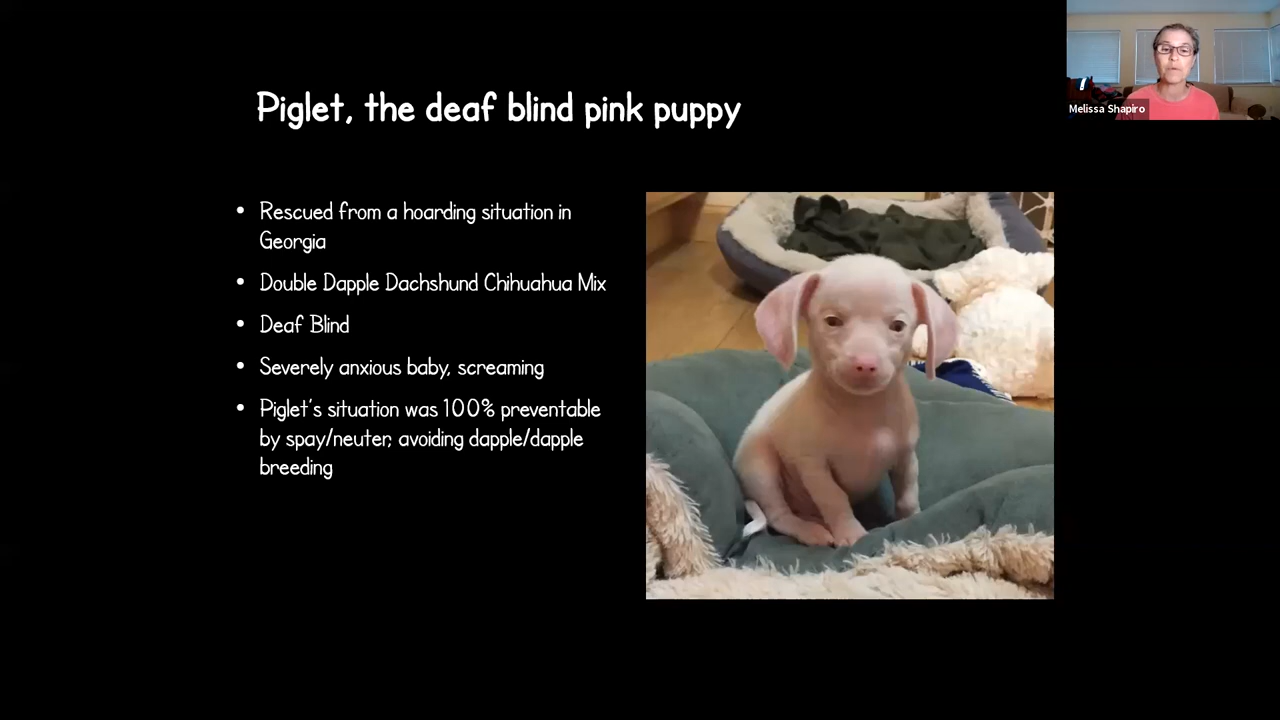 Piglet, the deaf blind pink puppy
Melissa Shapiro
• Rescued from a hoarding situation in
Georgia
• Double Dapple Dachshund Chihuahua Mix
• Deaf Blind
• Severely anxious baby, screaming
• Piglet's situation was 100% preventable
by spay/neuter; avoiding dapple/dapple
breeding